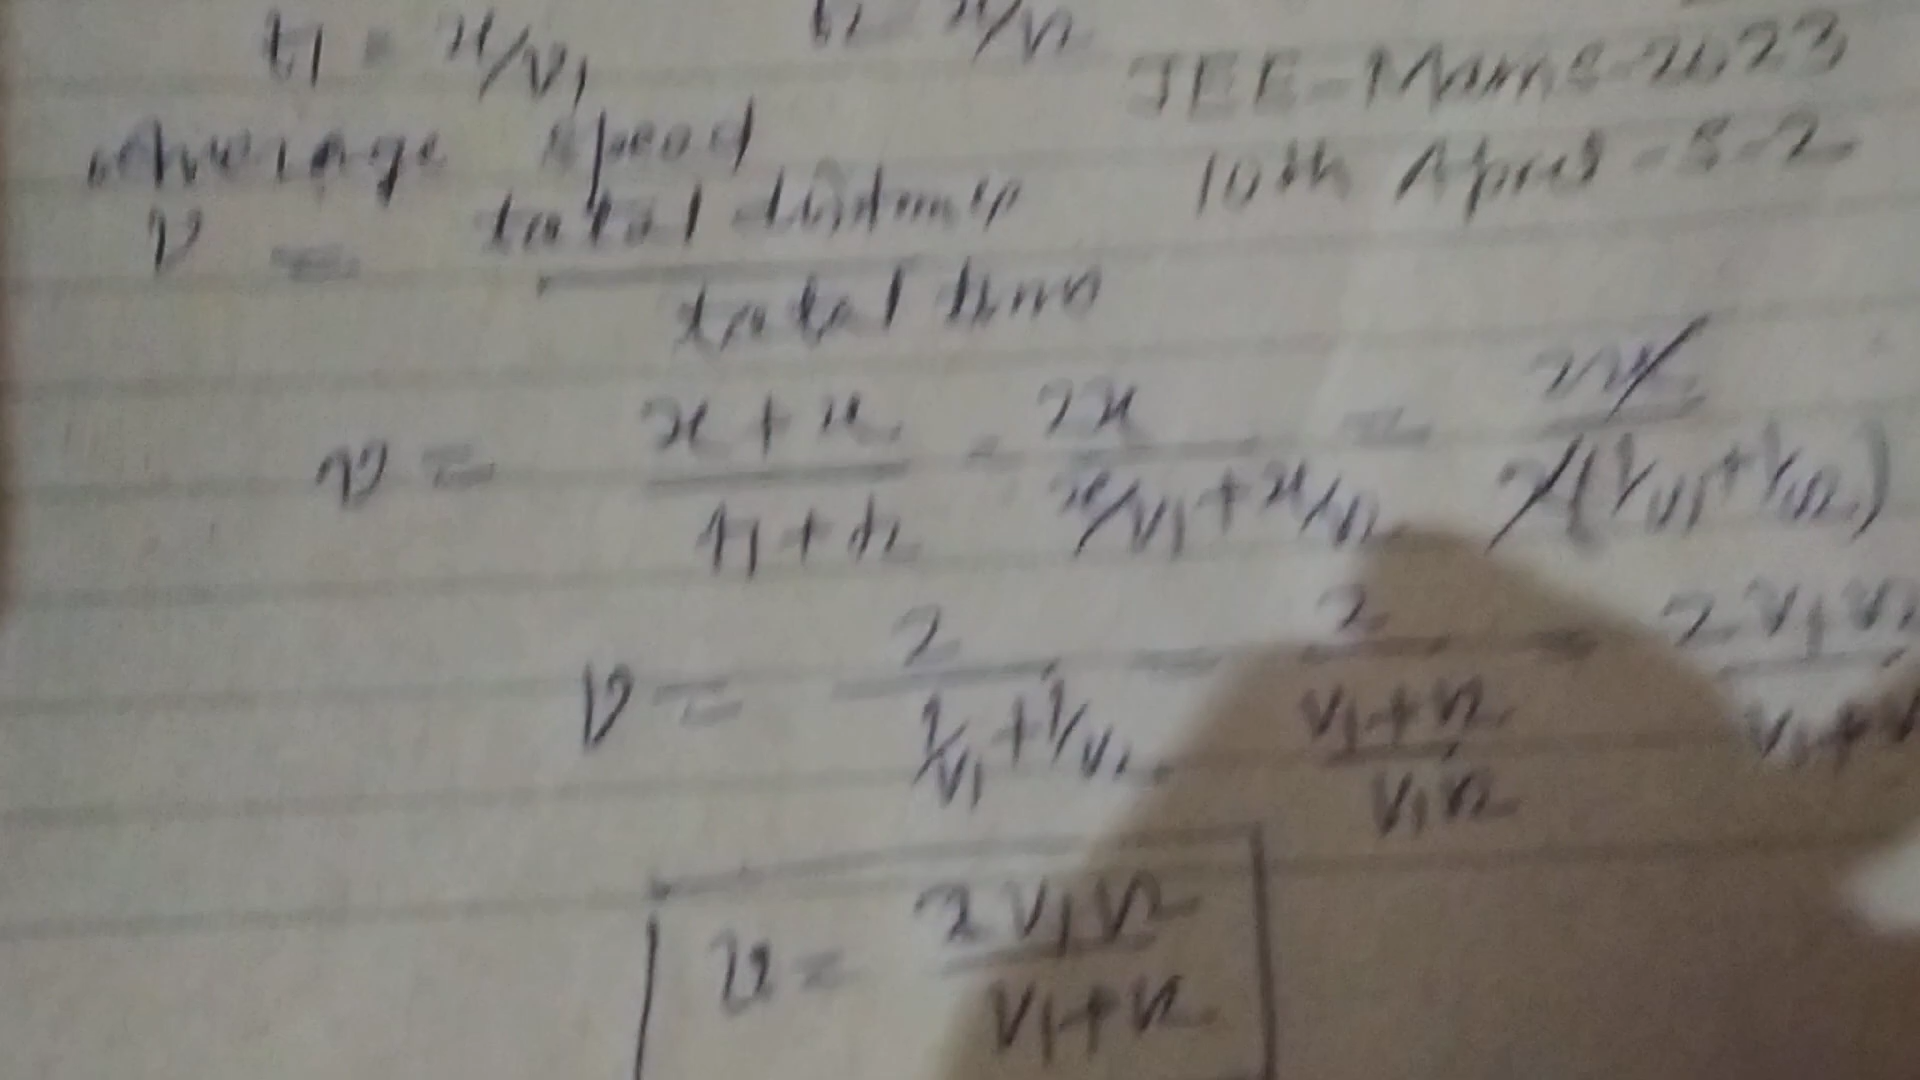 t1 = x/v1 t2 = x/v2
JEE-Mains-2023
Average speed
10th April-S-2
v = total distance / total time
v = x+x / t1+t2 = 2x / x/v1+x/v2 = 2x / x(1/v1+1/v2)
v = 2 / 1/v1+1/v2 = 2 / v1+v2 / v1v2 = 2v1v2 / v1+v
v = 2v1v2 / v1+v2